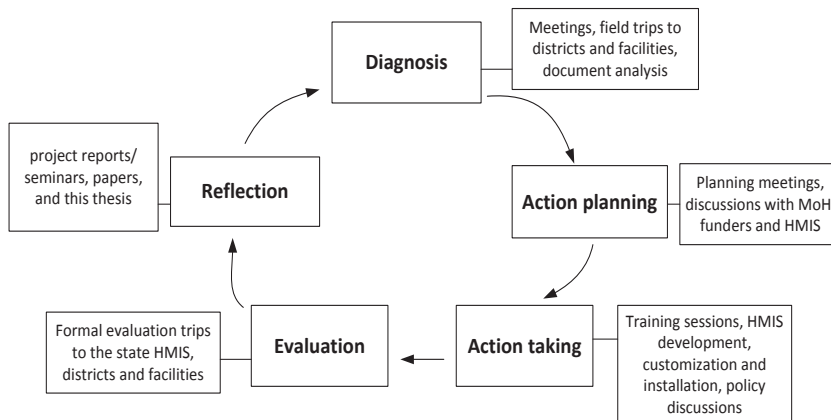 Diagnosis
Meetings, field trips to
districts and facilities,
document analysis
Action planning
Planning meetings,
discussions with MoH,
funders and HMIS
Action taking
Training sessions, HMIS
development,
customization and
installation, policy
discussions
Evaluation
Formal evaluation trips
to the state HMIS,
districts and facilities
Reflection
project reports/
seminars, papers,
and this thesis